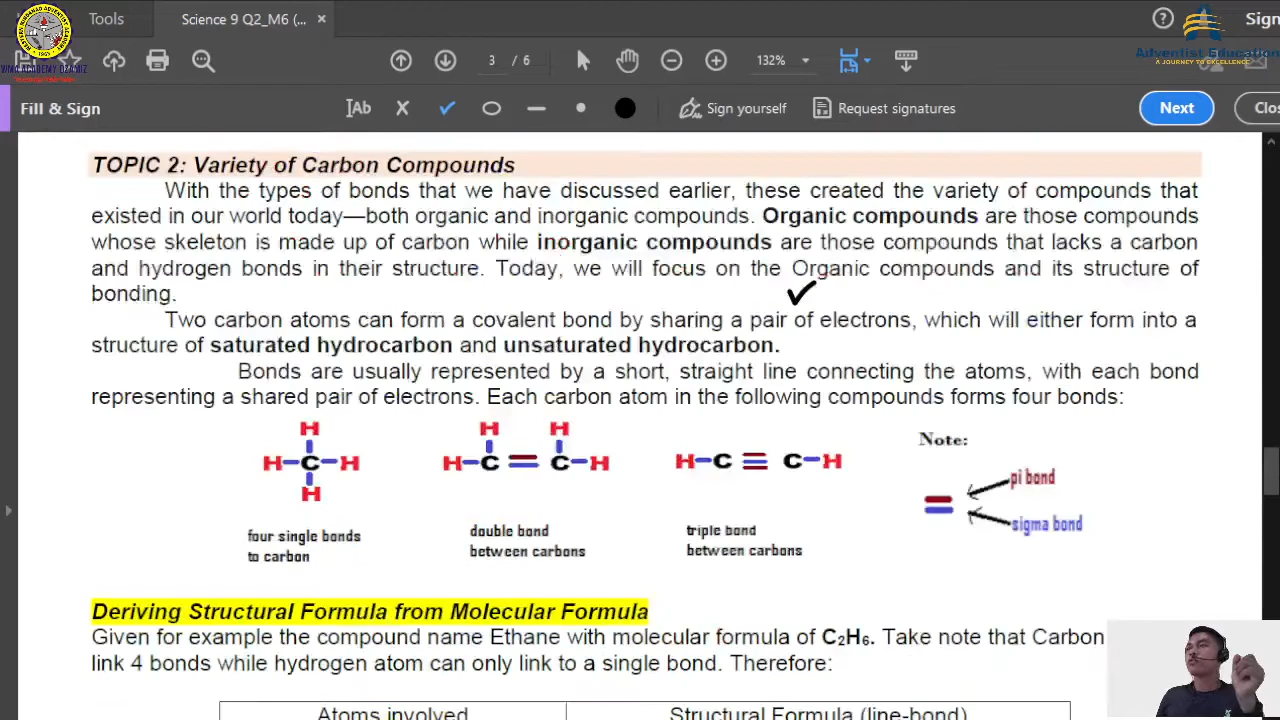 Tools
Science 9 Q2_M6 (...
×
Sign
3 / 6
132%
Adventist Education
A JOURNEY TO EXCELLENCE
Fill & Sign
Ab
Sign yourself
Request signatures
Next
Clos
TOPIC 2: Variety of Carbon Compounds
With the types of bonds that we have discussed earlier, these created the variety of compounds that
existed in our world today—both organic and inorganic compounds. Organic compounds are those compounds
whose skeleton is made up of carbon while inorganic compounds are those compounds that lacks a carbon
and hydrogen bonds in their structure. Today, we will focus on the Organic compounds and its structure of
bonding.
Two carbon atoms can form a covalent bond by sharing a pair of electrons, which will either form into a
structure of saturated hydrocarbon and unsaturated hydrocarbon.
Bonds are usually represented by a short, straight line connecting the atoms, with each bond
representing a shared pair of electrons. Each carbon atom in the following compounds forms four bonds:
H H H
Note:
H–C–H H–C=C–H H–C≡C–H
H
pi bond
sigma bond
four single bonds
to carbon
double bond
between carbons
triple bond
between carbons
Deriving Structural Formula from Molecular Formula
Given for example the compound name Ethane with molecular formula of C₂H₆. Take note that Carbon
link 4 bonds while hydrogen atom can only link to a single bond. Therefore:
Atoms involved
Structural Formula (line-bond)